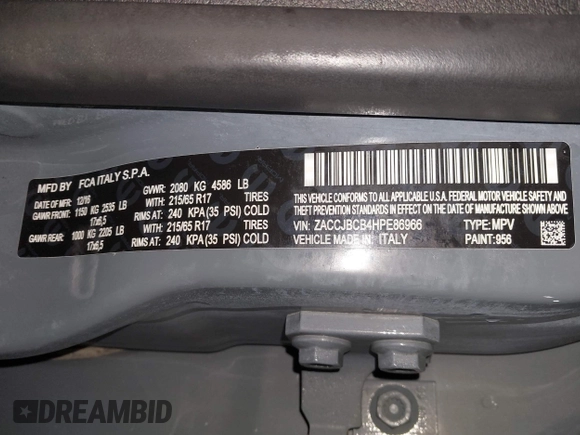 MFD BY FCA ITALY S.P.A.
DATE OF MFR: 12/16 GVWR: 2080 KG 4586 LB
GAWR FRONT: 1150 KG 2535 LB WITH 215/65 R17 TIRES
17x6,5 RIMS AT: 240 KPA (35 PSI) COLD
GAWR REAR: 1000 KG 2205 LB WITH 215/65 R17 TIRES
17x6,5 RIMS AT: 240 KPA (35 PSI) COLD
THIS VEHICLE CONFORMS TO ALL APPLICABLE U.S.A. FEDERAL MOTOR VEHICLE SAFETY, BUMPER, AND THEFT PREVENTION STANDARDS IN EFFECT ON THE DATE OF MANUFACTURE SHOWN ABOVE
VIN: ZACCJBCB4HPE86966 TYPE: MPV
VEHICLE MADE IN: ITALY PAINT: 956
DREAMBID